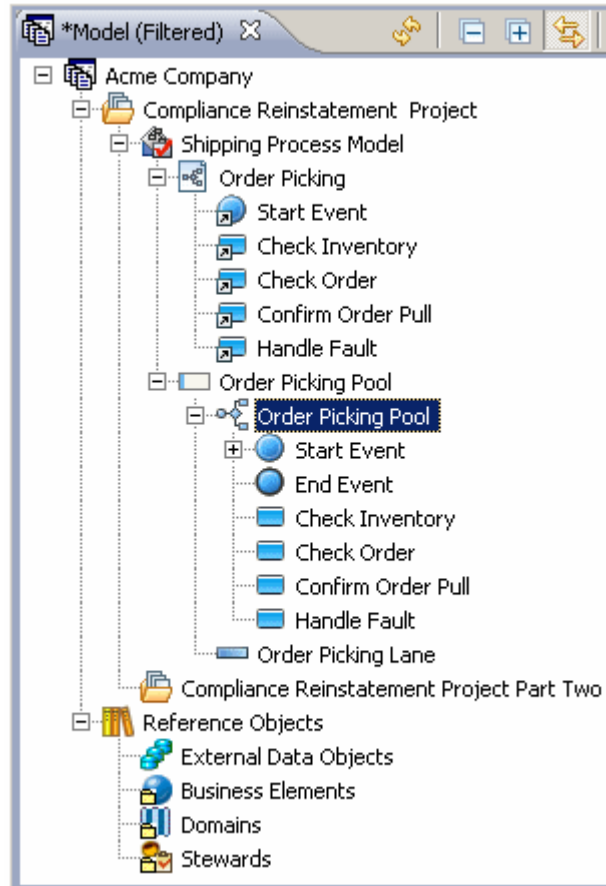 *Model (Filtered)
Acme Company
Compliance Reinstatement Project
Shipping Process Model
Order Picking
Start Event
Check Inventory
Check Order
Confirm Order Pull
Handle Fault
Order Picking Pool
Order Picking Pool
Start Event
End Event
Check Inventory
Check Order
Confirm Order Pull
Handle Fault
Order Picking Lane
Compliance Reinstatement Project Part Two
Reference Objects
External Data Objects
Business Elements
Domains
Stewards